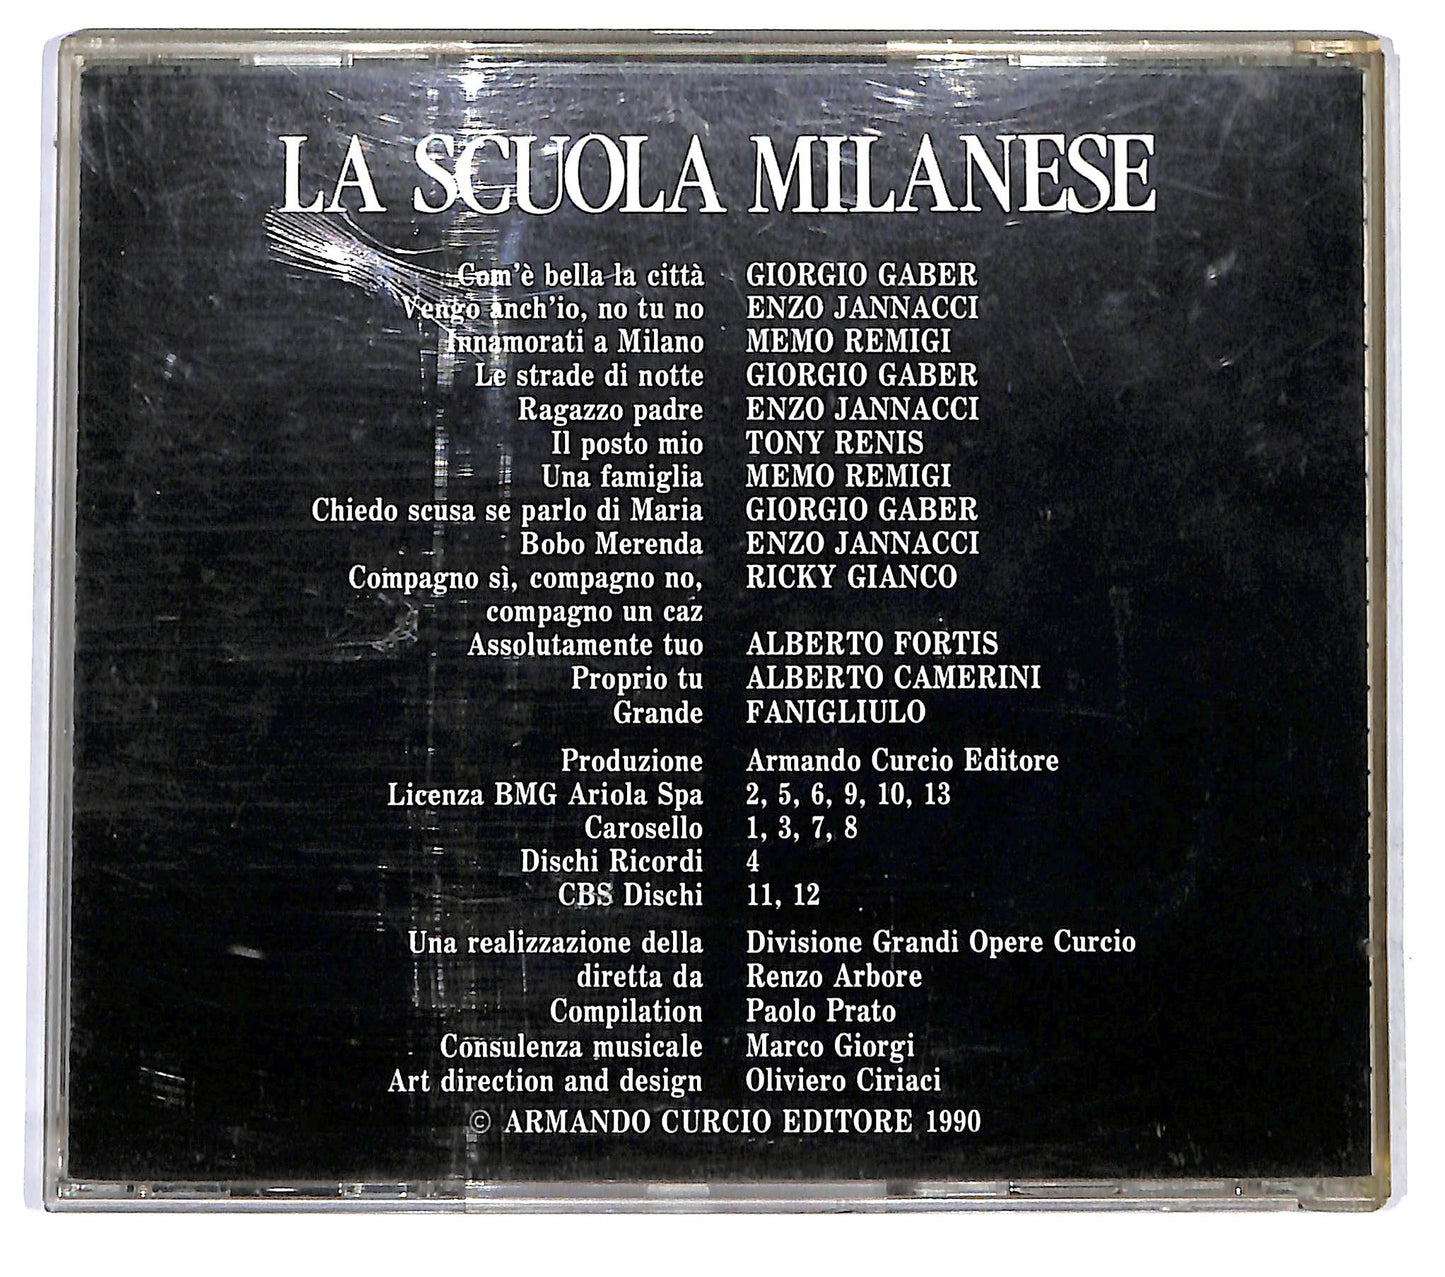 LA SCUOLA MILANESE
Com'è bella la città GIORGIO GABER
Vengo anch'io, no tu no ENZO JANNACCI
Innamorati a Milano MEMO REMIGI
Le strade di notte GIORGIO GABER
Ragazzo padre ENZO JANNACCI
Il posto mio TONY RENIS
Una famiglia MEMO REMIGI
Chiedo scusa se parlo di Maria GIORGIO GABER
Bobo Merenda ENZO JANNACCI
Compagno sì, compagno no, RICKY GIANCO
compagno un caz
Assolutamente tuo ALBERTO FORTIS
Proprio tu ALBERTO CAMERINI
Grande FANIGLIULO
Produzione Armando Curcio Editore
Licenza BMG Ariola Spa 2, 5, 6, 9, 10, 13
Carosello 1, 3, 7, 8
Dischi Ricordi 4
CBS Dischi 11, 12
Una realizzazione della Divisione Grandi Opere Curcio
diretta da Renzo Arbore
Compilation Paolo Prato
Consulenza musicale Marco Giorgi
Art direction and design Oliviero Ciriaci
© ARMANDO CURCIO EDITORE 1990